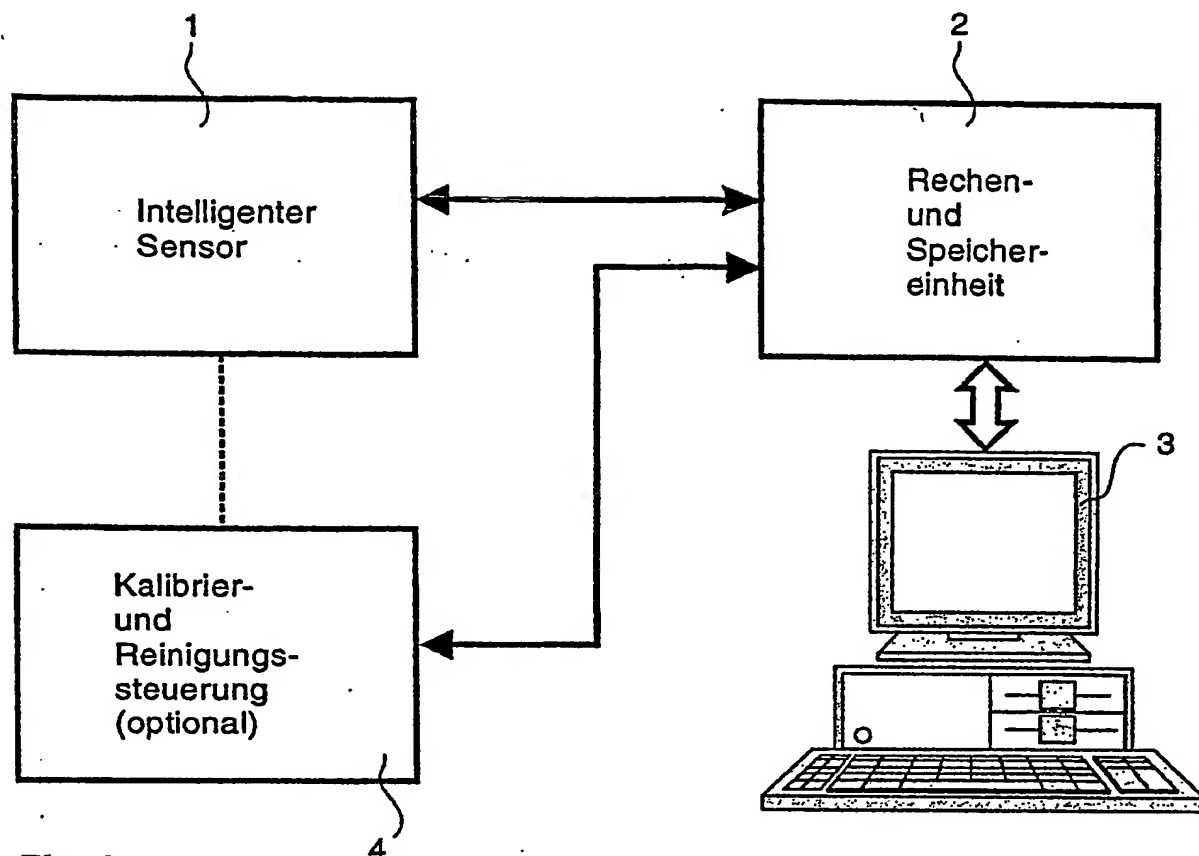 1
2
Intelligenter
Sensor
Rechen-
und
Speicher-
einheit
3
Kalibrier-
und
Reinigungs-
steuerung
(optional)
4